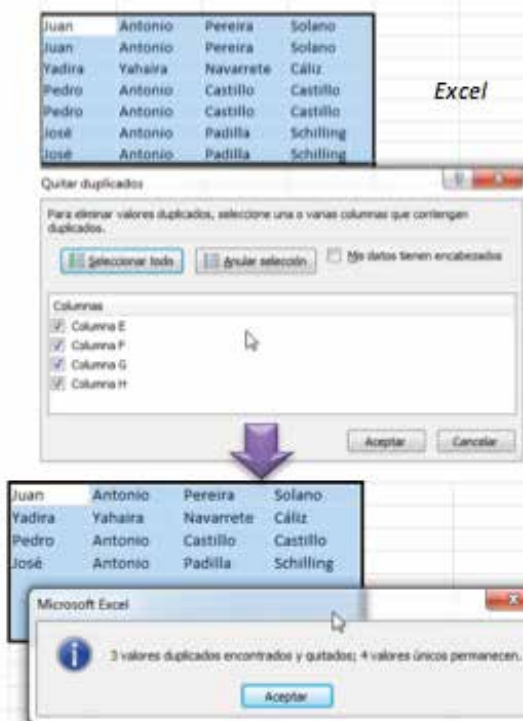 Juan Antonio Pereira Solano
Juan Antonio Pereira Solano
Yadira Yahaira Navarrete Cáliz
Pedro Antonio Castillo Castillo
Excel
Pedro Antonio Castillo Castillo
José Antonio Padilla Schilling
José Antonio Padilla Schilling
Quitar duplicados
Para eliminar valores duplicados, seleccione una o varias columnas que contengan
duplicados.
Seleccionar todo Anular selección Mis datos tienen encabezados
Columnas
Columna E
Columna F
Columna G
Columna H
Aceptar Cancelar
Juan Antonio Pereira Solano
Yadira Yahaira Navarrete Cáliz
Pedro Antonio Castillo Castillo
José Antonio Padilla Schilling
Microsoft Excel
3 valores duplicados encontrados y quitados; 4 valores únicos permanecen.
Aceptar